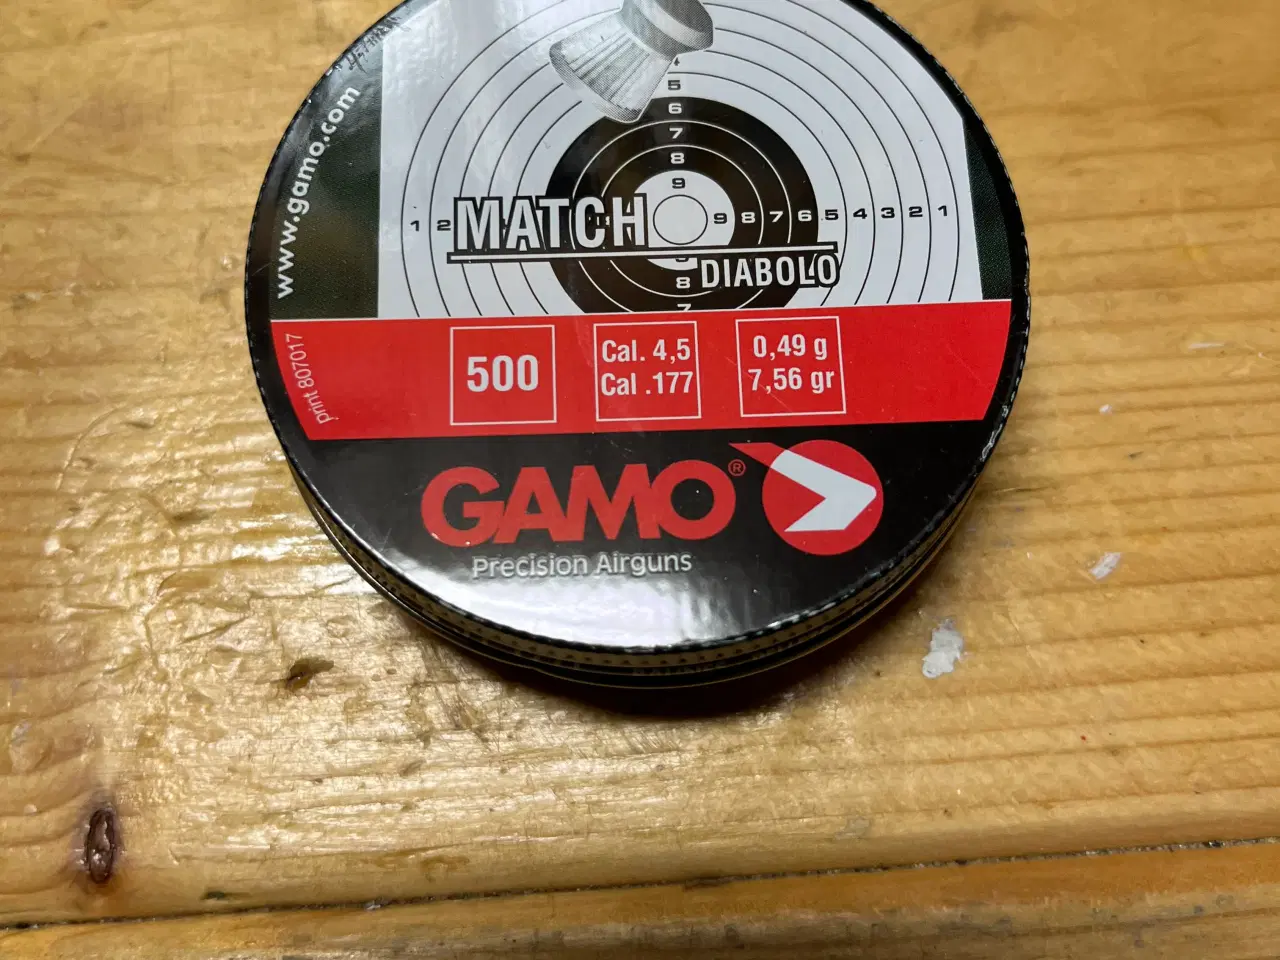 www.gamo.com
4
5
6
7
8
9
1 2 MATCH 9 8 7 6 5 4 3 2 1
DIABOLO
8
7
print 807017
500
Cal. 4,5
Cal .177
0,49 g
7,56 gr
GAMO®
Precision Airguns